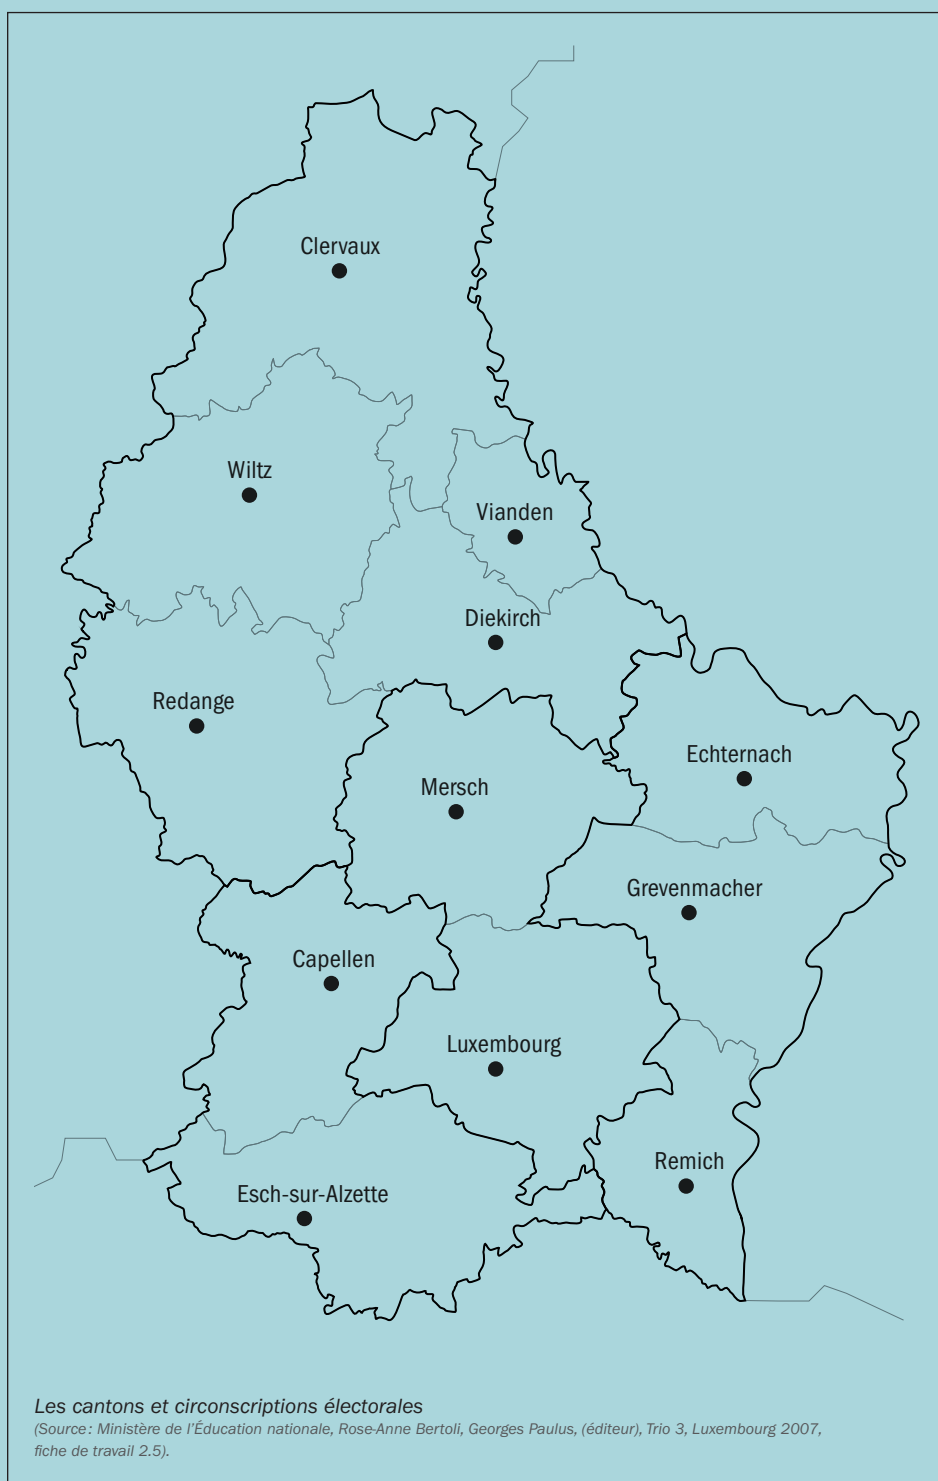 Clervaux
Wiltz
Vianden
Diekirch
Redange
Echternach
Mersch
Grevenmacher
Capellen
Luxembourg
Remich
Esch-sur-Alzette
Les cantons et circonscriptions électorales
(Source : Ministère de l'Éducation nationale, Rose-Anne Bertoli, Georges Paulus, (éditeur), Trio 3, Luxembourg 2007,
fiche de travail 2.5).